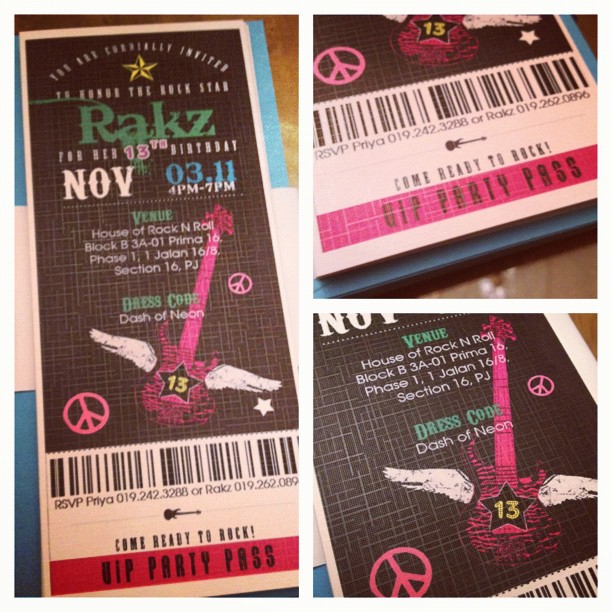 YOU ARE CORDIALLY INVITED
TO HONOR THE ROCK STAR
Rakz
FOR HER 13TH BIRTHDAY
NOV 03.11
4PM-7PM
VENUE
House of Rock N Roll
Block B 3A-01 Prima 16,
Phase 1, 1 Jalan 16/8,
Section 16, PJ
DRESS CODE
Dash of Neon
13
RSVP Priya 019.242.3288 or Rakz 019.262.089
COME READY TO ROCK!
VIP PARTY PASS
13
RSVP Priya 019.242.3288 or Rakz 019.262.0896
COME READY TO ROCK!
VIP PARTY PASS
NOV
VENUE
House of Rock N Roll
Block B 3A-01 Prima 16,
Phase 1, 1 Jalan 16/8,
Section 16, PJ
DRESS CODE
Dash of Neon
13